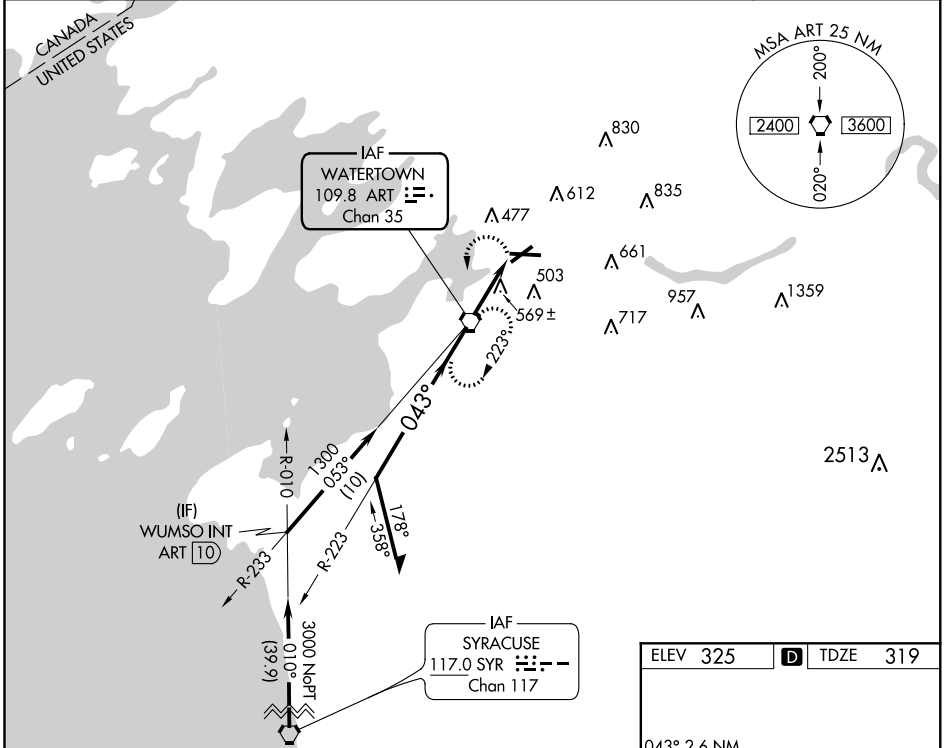 CANADA
UNITED STATES
MSA ART 25 NM
200°
2400
3600
020°
IAF
WATERTOWN
109.8 ART
Chan 35
830
612
835
477
661
503
569 ±
717
957
1359
2513
223°
043°
1300
053°
(10)
R-010
(IF)
WUMSO INT
ART 10
R-233
R-223
178°
358°
3000 NoPT
010°
(39.9)
IAF
SYRACUSE
117.0 SYR
Chan 117
ELEV 325 D TDZE 319
043° 2.6 NM